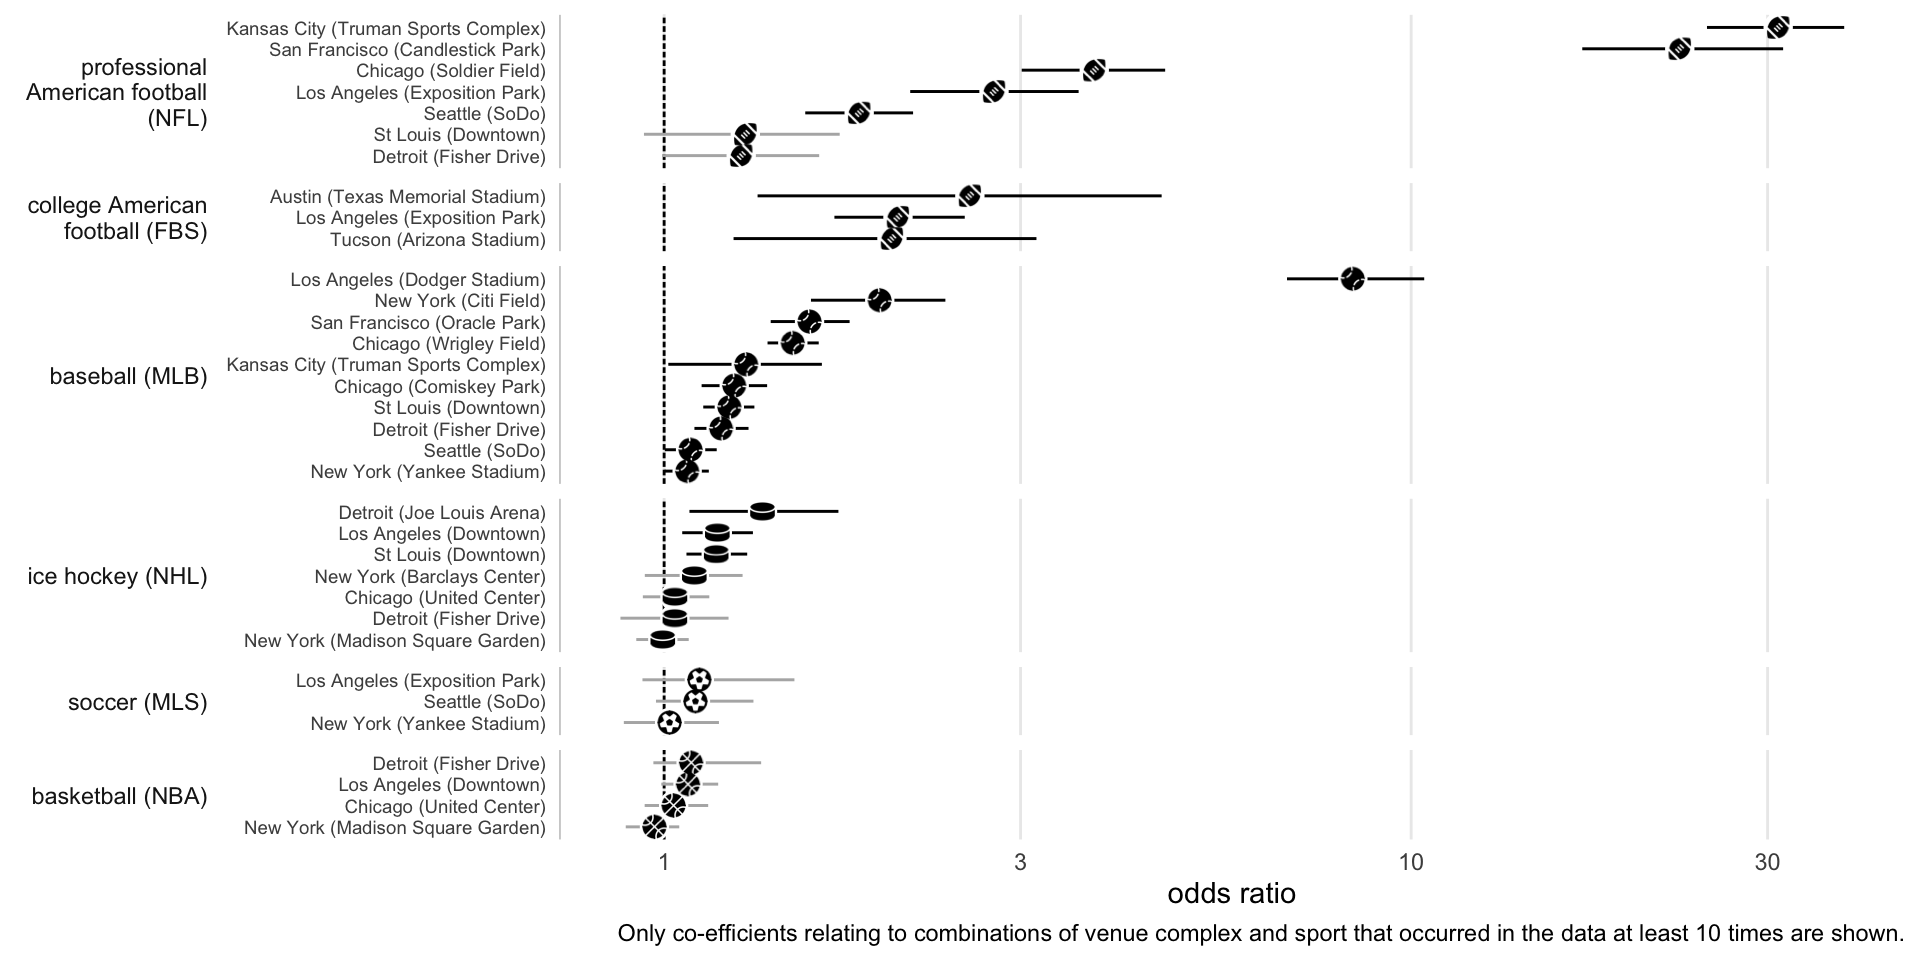 professional
American football
(NFL)
Kansas City (Truman Sports Complex)
San Francisco (Candlestick Park)
Chicago (Soldier Field)
Los Angeles (Exposition Park)
Seattle (SoDo)
St Louis (Downtown)
Detroit (Fisher Drive)
college American
football (FBS)
Austin (Texas Memorial Stadium)
Los Angeles (Exposition Park)
Tucson (Arizona Stadium)
baseball (MLB)
Los Angeles (Dodger Stadium)
New York (Citi Field)
San Francisco (Oracle Park)
Chicago (Wrigley Field)
Kansas City (Truman Sports Complex)
Chicago (Comiskey Park)
St Louis (Downtown)
Detroit (Fisher Drive)
Seattle (SoDo)
New York (Yankee Stadium)
ice hockey (NHL)
Detroit (Joe Louis Arena)
Los Angeles (Downtown)
St Louis (Downtown)
New York (Barclays Center)
Chicago (United Center)
Detroit (Fisher Drive)
New York (Madison Square Garden)
soccer (MLS)
Los Angeles (Exposition Park)
Seattle (SoDo)
New York (Yankee Stadium)
basketball (NBA)
Detroit (Fisher Drive)
Los Angeles (Downtown)
Chicago (United Center)
New York (Madison Square Garden)
1 3 10 30
odds ratio
Only co-efficients relating to combinations of venue complex and sport that occurred in the data at least 10 times are shown.